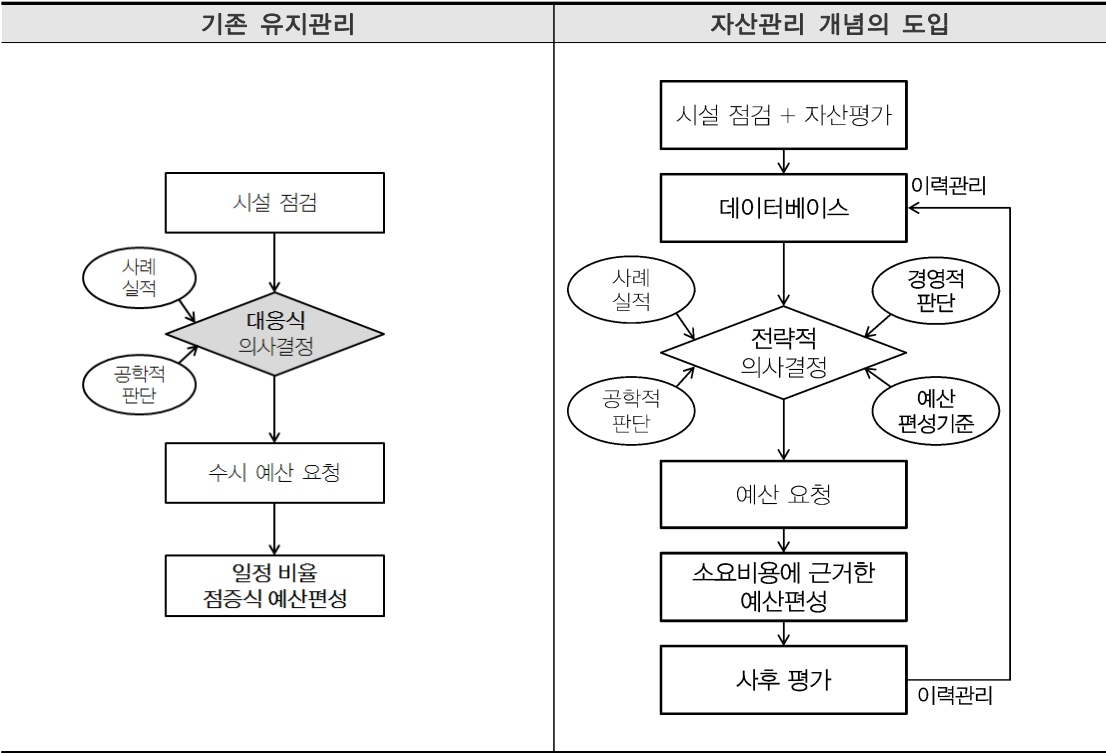 기존 유지관리
시설 점검
사례
실적
대응식
의사결정
공학적
판단
수시 예산 요청
일정 비율
점증식 예산편성
자산관리 개념의 도입
시설 점검 + 자산평가
이력관리
데이터베이스
사례
실적
경영적
판단
전략적
의사결정
공학적
판단
예산
편성기준
예산 요청
소요비용에 근거한
예산편성
사후 평가
이력관리